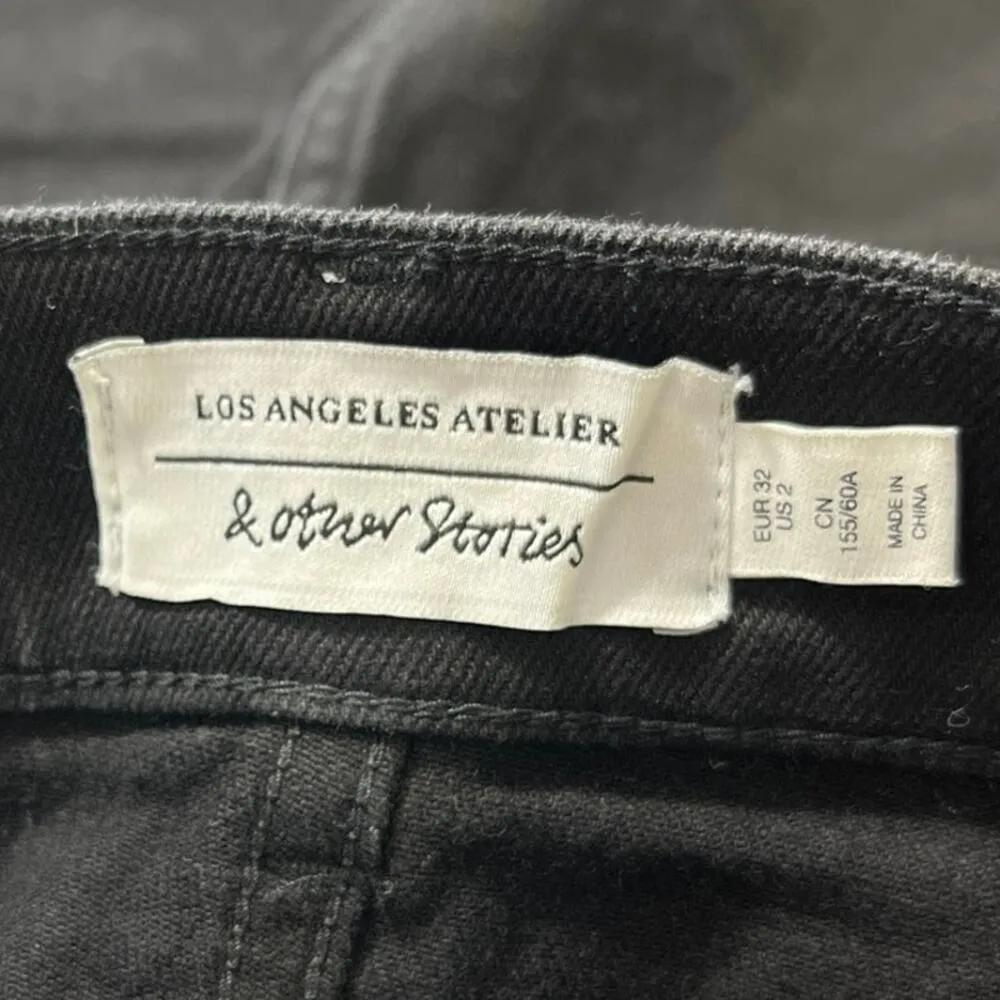 LOS ANGELES ATELIER
& other Stories
EUR 32
US 2
CN
155/60A
MADE IN
CHINA